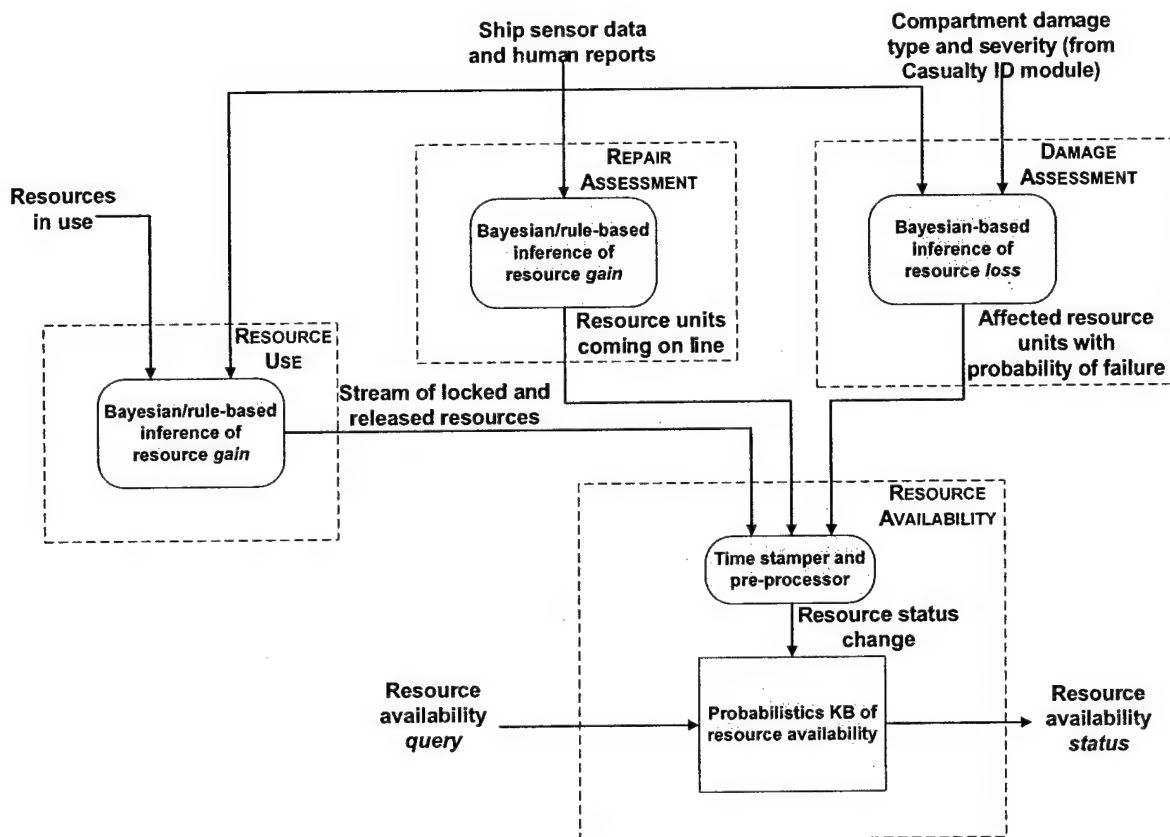 Ship sensor data
and human reports
Compartment damage
type and severity (from
Casualty ID module)
REPAIR
ASSESSMENT
DAMAGE
ASSESSMENT
Resources
in use
Bayesian/rule-based
inference of
resource gain
Bayesian-based
inference of
resource loss
Resource units
coming on line
Affected resource
units with
probability of failure
RESOURCE
USE
Bayesian/rule-based
inference of
resource gain
Stream of locked and
released resources
RESOURCE
AVAILABILITY
Time stamper and
pre-processor
Resource status
change
Resource
availability
query
Probabilistics KB of
resource availability
Resource
availability
status